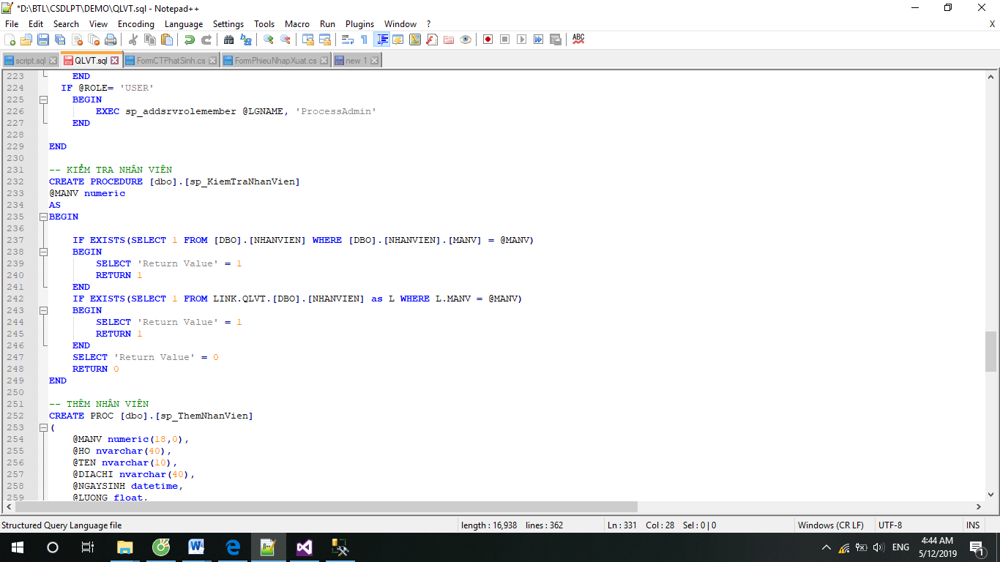 *D:\BTL\CSDLPT\DEMO\QLVT.sql - Notepad++
File Edit Search View Encoding Language Settings Tools Macro Run Plugins Window ? X
script.sql QLVT.sql FormCTPhatSinh.cs FormPhieuNhapXuat.cs new 1
223 END
224 IF @ROLE= 'USER'
225 BEGIN
226 EXEC sp_addsrvrolemember @LGNAME, 'ProcessAdmin'
227 END
228
229 END
230
231 -- KIỂM TRA NHÂN VIÊN
232 CREATE PROCEDURE [dbo].[sp_KiemTraNhanVien]
233 @MANV numeric
234 AS
235 BEGIN
236
237 IF EXISTS(SELECT 1 FROM [DBO].[NHANVIEN] WHERE [DBO].[NHANVIEN].[MANV] = @MANV)
238 BEGIN
239 SELECT 'Return Value' = 1
240 RETURN 1
241 END
242 IF EXISTS(SELECT 1 FROM LINK.QLVT.[DBO].[NHANVIEN] as L WHERE L.MANV = @MANV)
243 BEGIN
244 SELECT 'Return Value' = 1
245 RETURN 1
246 END
247 SELECT 'Return Value' = 0
248 RETURN 0
249 END
250
251 -- THÊM NHÂN VIÊN
252 CREATE PROC [dbo].[sp_ThemNhanVien]
253 (
254 @MANV numeric(18,0),
255 @HO nvarchar(40),
256 @TEN nvarchar(10),
257 @DIACHI nvarchar(40),
258 @NGAYSINH datetime,
259 @LUONG float,
Structured Query Language file length : 16,938 lines : 362 Ln : 331 Col : 28 Sel : 0 | 0 Windows (CR LF) UTF-8 INS
ENG 4:44 AM
5/12/2019 1